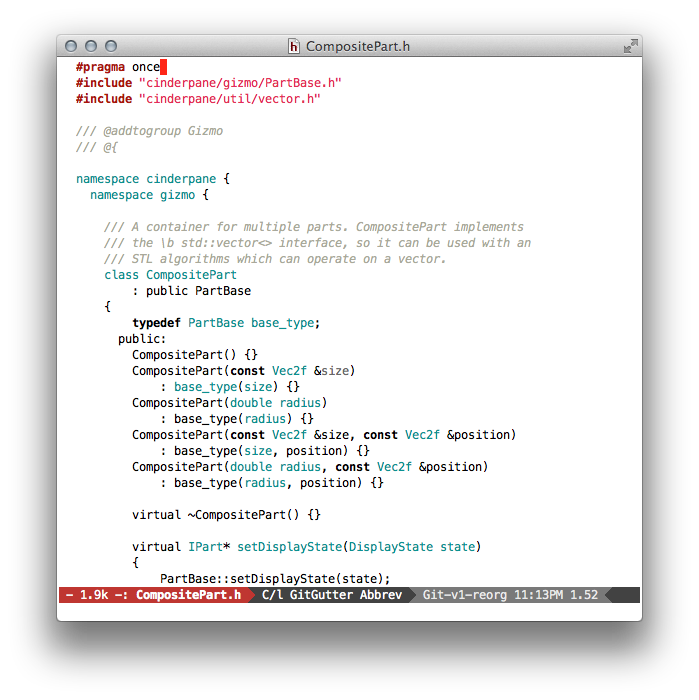 CompositePart.h
#pragma once
#include "cinderpane/gizmo/PartBase.h"
#include "cinderpane/util/vector.h"
/// @addtogroup Gizmo
/// @{
namespace cinderpane {
namespace gizmo {
/// A container for multiple parts. CompositePart implements
/// the \b std::vector<> interface, so it can be used with an
/// STL algorithms which can operate on a vector.
class CompositePart
: public PartBase
{
typedef PartBase base_type;
public:
CompositePart() {}
CompositePart(const Vec2f &size)
: base_type(size) {}
CompositePart(double radius)
: base_type(radius) {}
CompositePart(const Vec2f &size, const Vec2f &position)
: base_type(size, position) {}
CompositePart(double radius, const Vec2f &position)
: base_type(radius, position) {}
virtual ~CompositePart() {}
virtual IPart* setDisplayState(DisplayState state)
{
PartBase::setDisplayState(state);
- 1.9k -: CompositePart.h C/l GitGutter Abbrev Git-v1-reorg 11:13PM 1.52